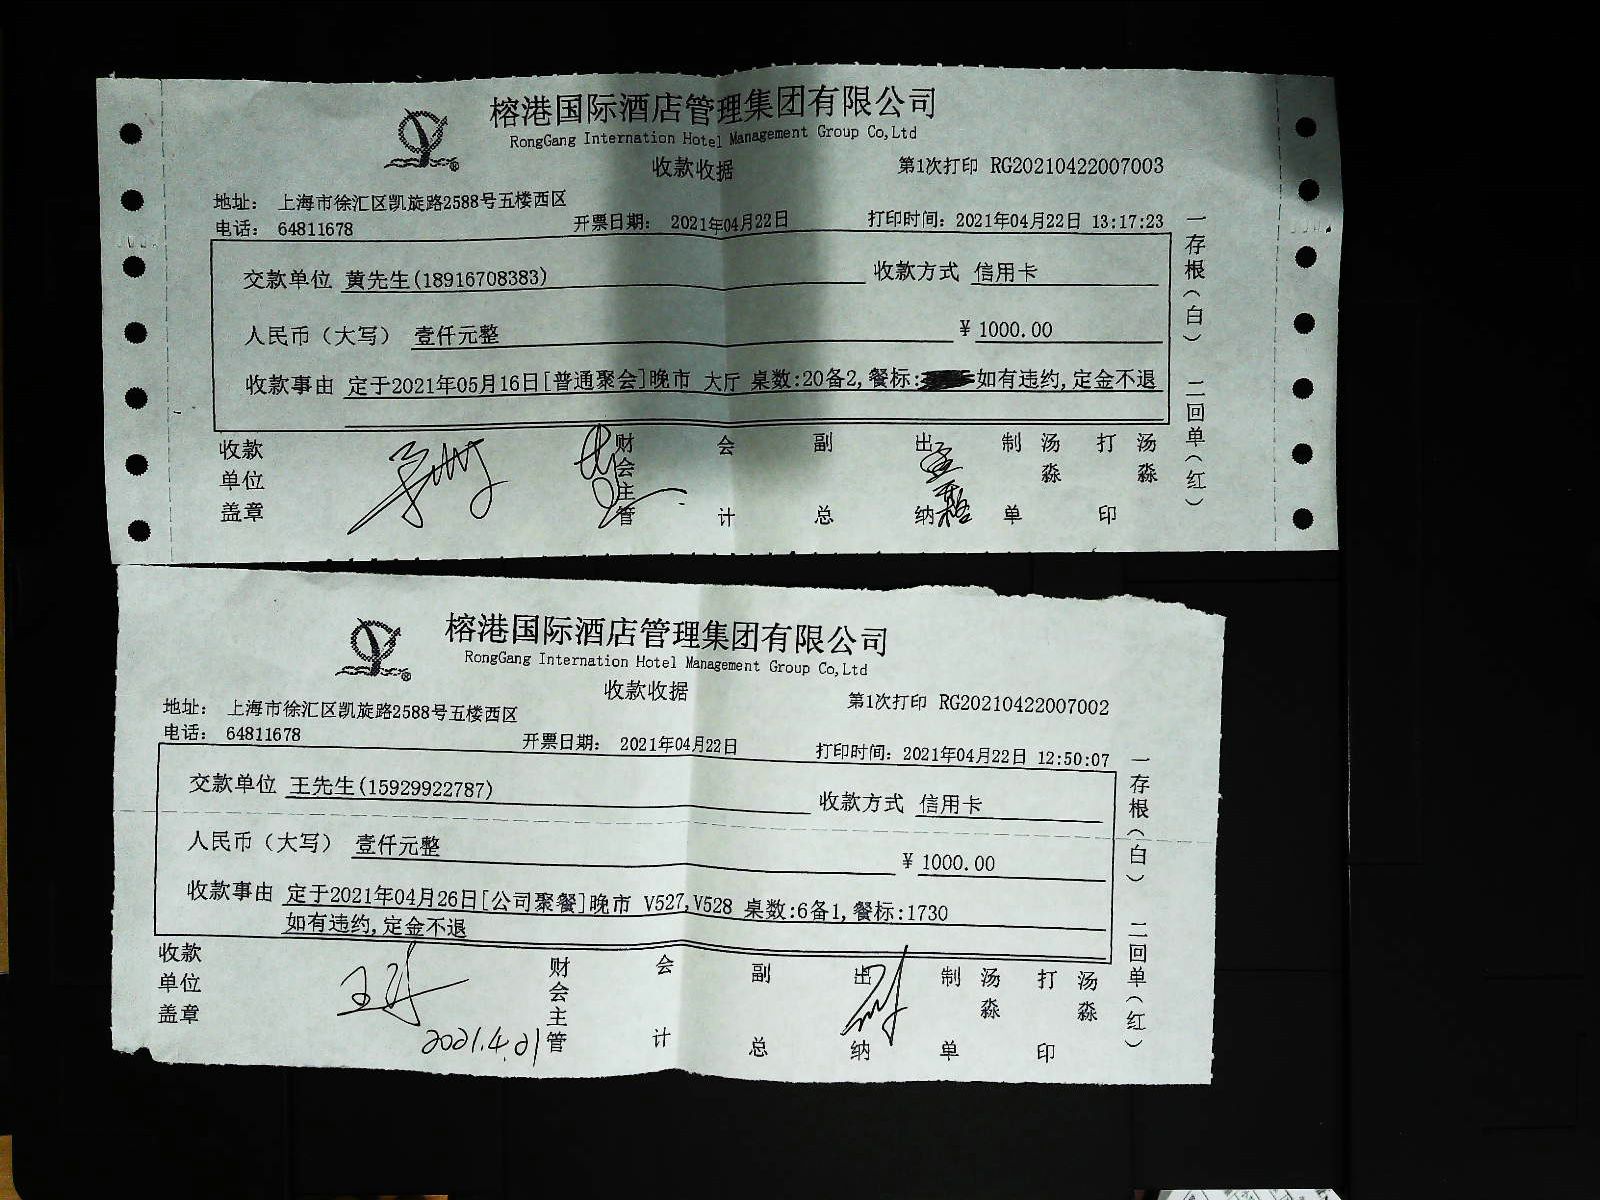 榕港国际酒店管理集团有限公司
RongGang Internation Hotel Management Group Co,Ltd
收款收据 第1次打印 RG20210422007003
地址: 上海市徐汇区凯旋路2588号五楼西区
电话: 64811678 开票日期: 2021年04月22日 打印时间: 2021年04月22日 13:17:23
交款单位 黄先生(18916708383) 收款方式 信用卡
人民币(大写) 壹仟元整 ¥ 1000.00
收款事由 定于2021年05月16日[普通聚会]晚市 大厅 桌数:20备2,餐标: 如有违约,定金不退
收款单位盖章 财会主管 会计 副总 出纳 制单 汤淼 打印 汤淼
一存根(白) 二回单(红)
榕港国际酒店管理集团有限公司
RongGang Internation Hotel Management Group Co,Ltd
收款收据 第1次打印 RG20210422007002
地址: 上海市徐汇区凯旋路2588号五楼西区
电话: 64811678 开票日期: 2021年04月22日 打印时间: 2021年04月22日 12:50:07
交款单位 王先生(15929922787) 收款方式 信用卡
人民币(大写) 壹仟元整 ¥ 1000.00
收款事由 定于2021年04月26日[公司聚餐]晚市 V527,V528 桌数:6备1,餐标:1730
如有违约,定金不退
收款单位盖章 财会主管 会计 副总 出纳 制单 汤淼 打印 汤淼
2021.4.21
一存根(白) 二回单(红)